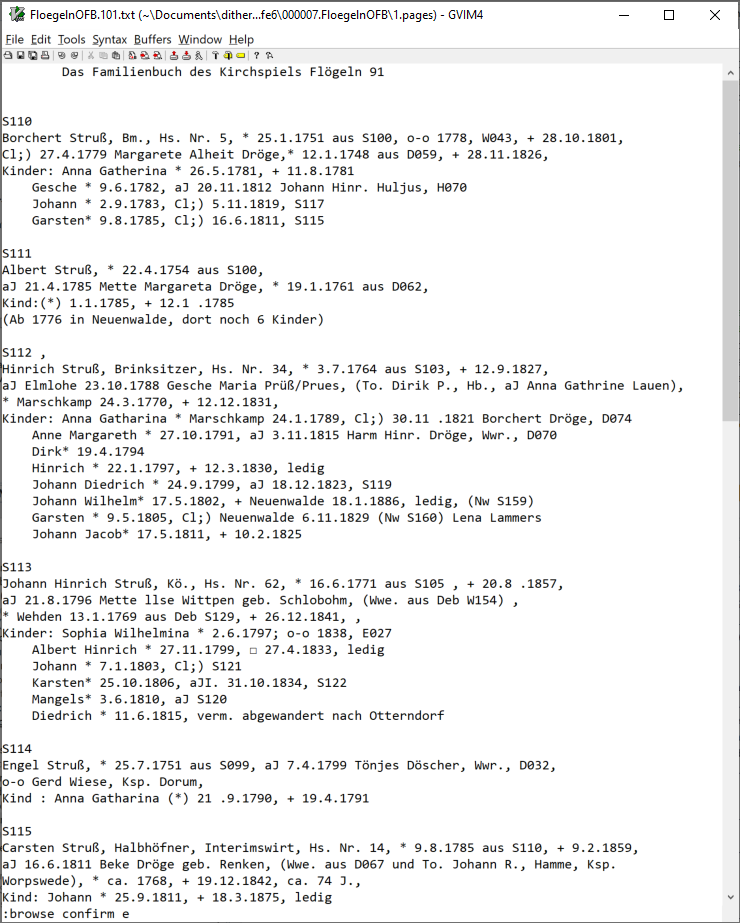 FloegelnOFB.101.txt (~\Documents\dither...fe6\000007.FloegelnOFB\1.pages) - GVIM4
File Edit Tools Syntax Buffers Window Help
Das Familienbuch des Kirchspiels Flögeln 91
S110
Borchert Struß, Bm., Hs. Nr. 5, * 25.1.1751 aus S100, o-o 1778, W043, + 28.10.1801,
Cl;) 27.4.1779 Margarete Alheit Dröge,* 12.1.1748 aus D059, + 28.11.1826,
Kinder: Anna Gatherina * 26.5.1781, + 11.8.1781
Gesche * 9.6.1782, aJ 20.11.1812 Johann Hinr. Huljus, H070
Johann * 2.9.1783, Cl;) 5.11.1819, S117
Garsten* 9.8.1785, Cl;) 16.6.1811, S115
S111
Albert Struß, * 22.4.1754 aus S100,
aJ 21.4.1785 Mette Margareta Dröge, * 19.1.1761 aus D062,
Kind:(*) 1.1.1785, + 12.1 .1785
(Ab 1776 in Neuenwalde, dort noch 6 Kinder)
S112 ,
Hinrich Struß, Brinksitzer, Hs. Nr. 34, * 3.7.1764 aus S103, + 12.9.1827,
aJ Elmlohe 23.10.1788 Gesche Maria Prüß/Prues, (To. Dirik P., Hb., aJ Anna Gathrine Lauen),
* Marschkamp 24.3.1770, + 12.12.1831,
Kinder: Anna Gatharina * Marschkamp 24.1.1789, Cl;) 30.11 .1821 Borchert Dröge, D074
Anne Margareth * 27.10.1791, aJ 3.11.1815 Harm Hinr. Dröge, Wwr., D070
Dirk* 19.4.1794
Hinrich * 22.1.1797, + 12.3.1830, ledig
Johann Diedrich * 24.9.1799, aJ 18.12.1823, S119
Johann Wilhelm* 17.5.1802, + Neuenwalde 18.1.1886, ledig, (Nw S159)
Garsten * 9.5.1805, Cl;) Neuenwalde 6.11.1829 (Nw S160) Lena Lammers
Johann Jacob* 17.5.1811, + 10.2.1825
S113
Johann Hinrich Struß, Kö., Hs. Nr. 62, * 16.6.1771 aus S105 , + 20.8 .1857,
aJ 21.8.1796 Mette llse Wittpen geb. Schlobohm, (Wwe. aus Deb W154) ,
* Wehden 13.1.1769 aus Deb S129, + 26.12.1841, ,
Kinder: Sophia Wilhelmina * 2.6.1797; o-o 1838, E027
Albert Hinrich * 27.11.1799, □ 27.4.1833, ledig
Johann * 7.1.1803, Cl;) S121
Karsten* 25.10.1806, aJI. 31.10.1834, S122
Mangels* 3.6.1810, aJ S120
Diedrich * 11.6.1815, verm. abgewandert nach Otterndorf
S114
Engel Struß, * 25.7.1751 aus S099, aJ 7.4.1799 Tönjes Döscher, Wwr., D032,
o-o Gerd Wiese, Ksp. Dorum,
Kind : Anna Gatharina (*) 21 .9.1790, + 19.4.1791
S115
Carsten Struß, Halbhöfner, Interimswirt, Hs. Nr. 14, * 9.8.1785 aus S110, + 9.2.1859,
aJ 16.6.1811 Beke Dröge geb. Renken, (Wwe. aus D067 und To. Johann R., Hamme, Ksp.
Worpswede), * ca. 1768, + 19.12.1842, ca. 74 J.,
Kind: Johann * 25.9.1811, + 18.3.1875, ledig
:browse confirm e